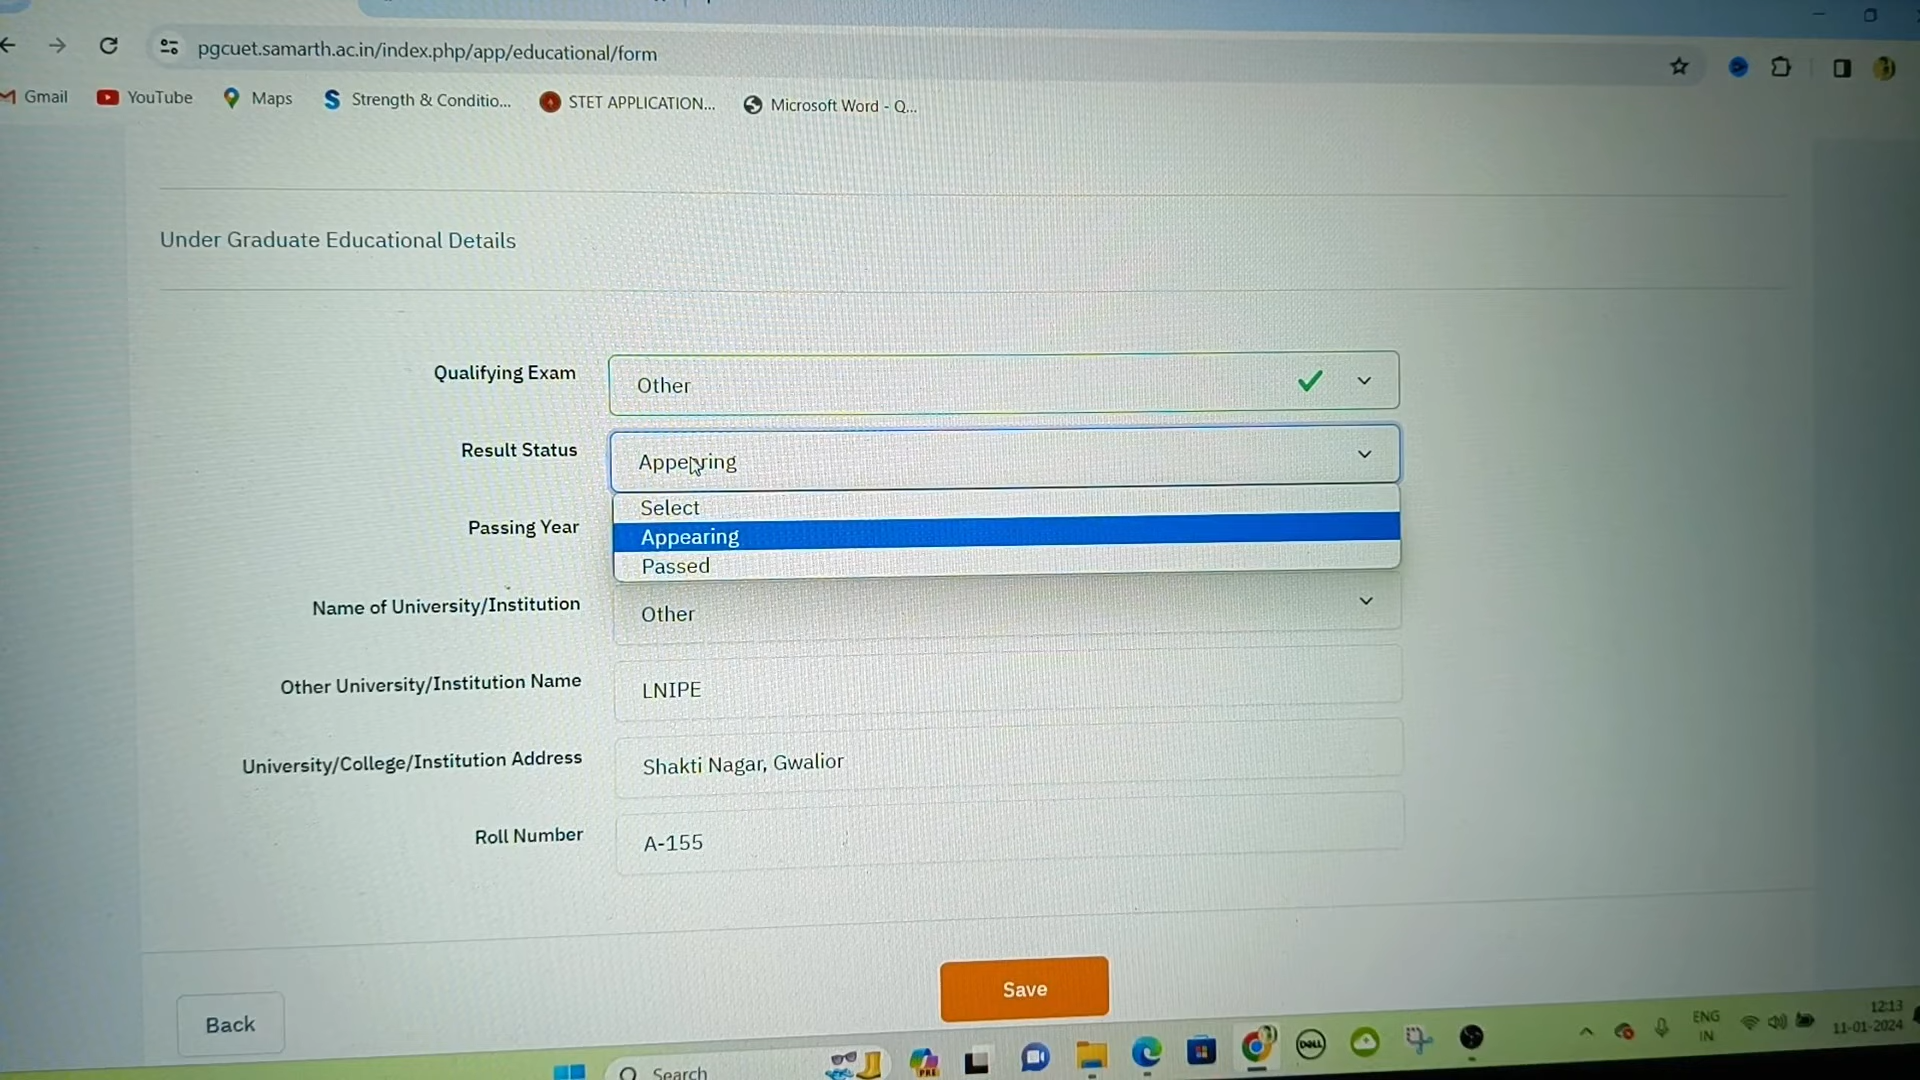 pgcuet.samarth.ac.in/index.php/app/educational/form
Gmail YouTube Maps Strength & Conditio... STET APPLICATION... Microsoft Word - Q...
Under Graduate Educational Details
Qualifying Exam Other
Result Status Appearing
Select
Passing Year Appearing
Passed
Name of University/Institution Other
Other University/Institution Name LNIPE
University/College/Institution Address Shakti Nagar, Gwalior
Roll Number A-155
Save
Back
Search PRE DELL ENG IN 12:13 11-01-2024